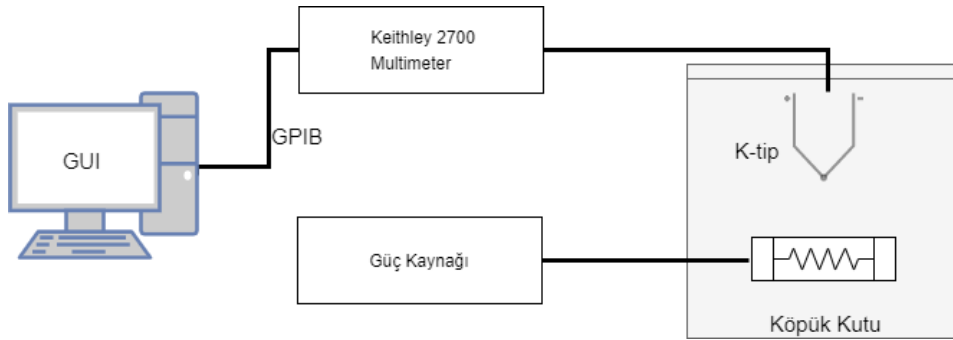 Keithley 2700
Multimeter
+ -
GPIB
GUI
K-tip
Güç Kaynağı
Köpük Kutu